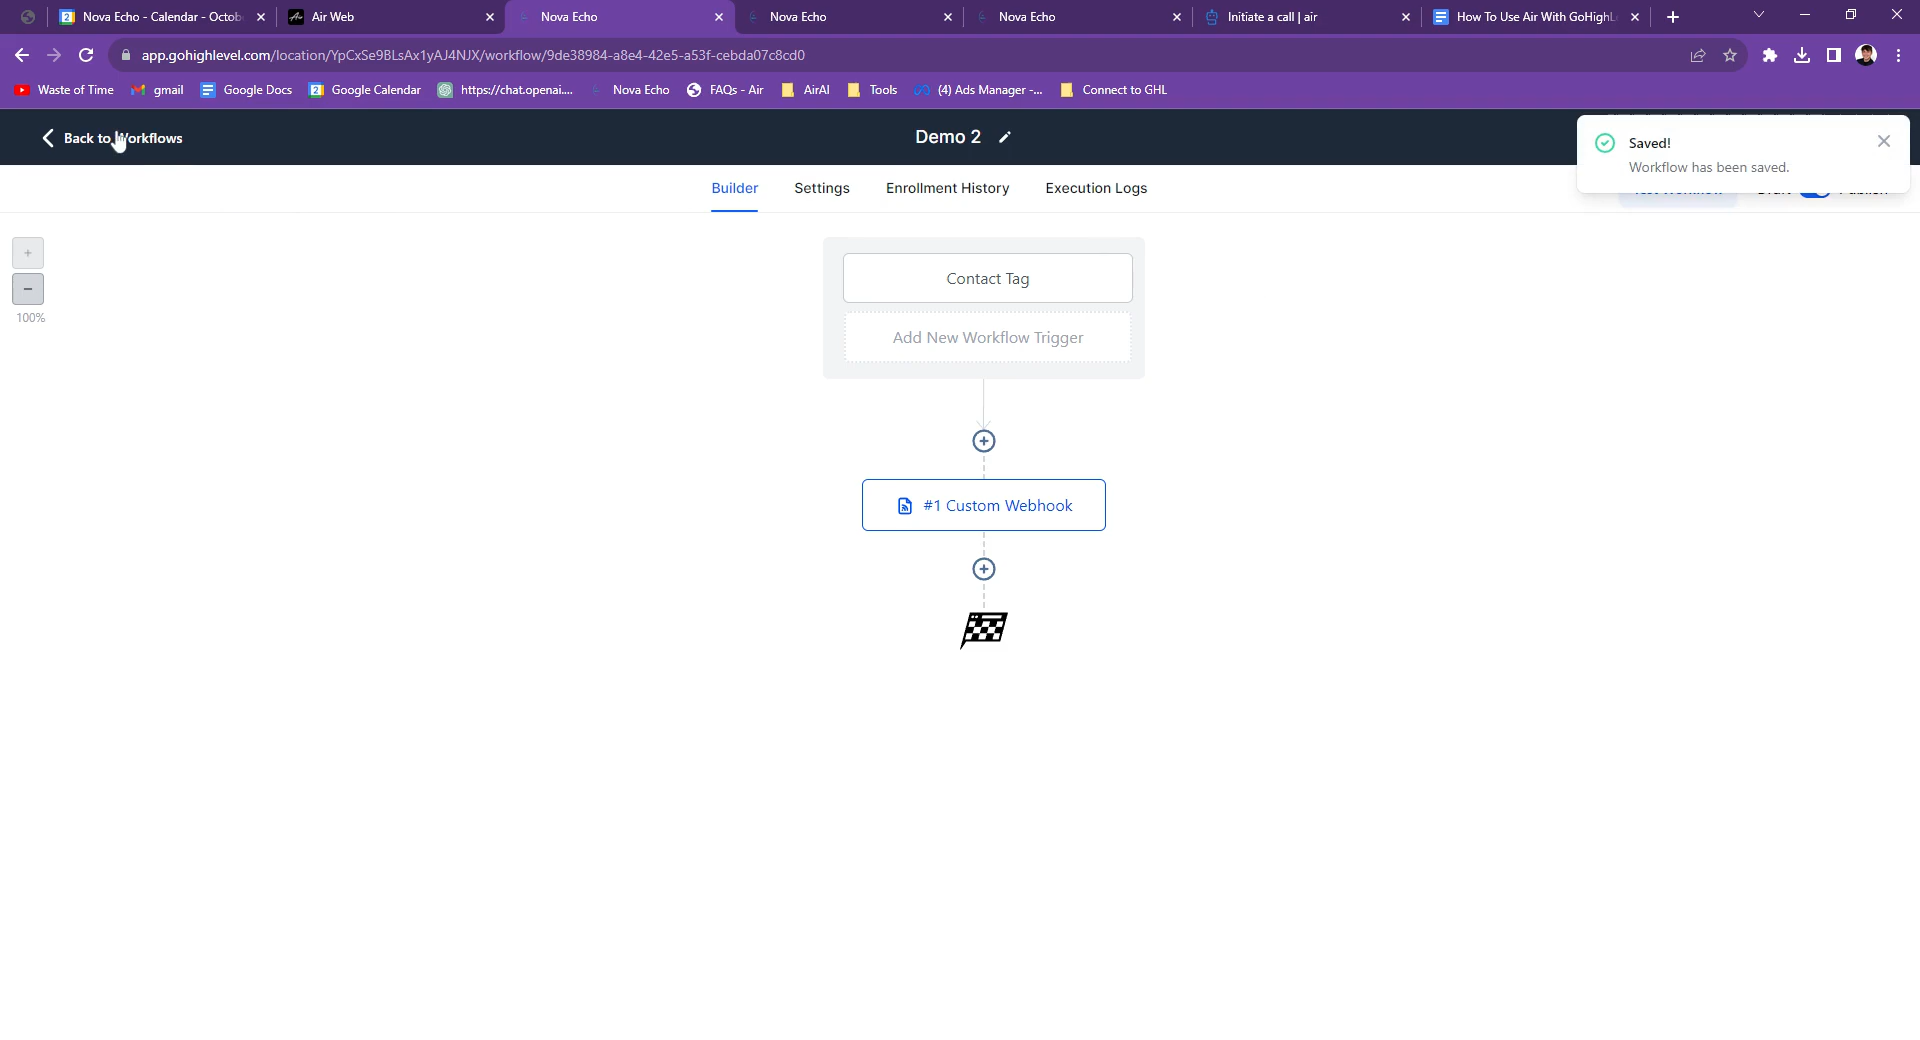 Nova Echo - Calendar - Octob
Air Web
Nova Echo
Nova Echo
Nova Echo
Initiate a call | air
How To Use Air With GoHighL
app.gohighlevel.com/location/YpCxSe9BLsAx1yAJ4NJX/workflow/9de38984-a8e4-42e5-a53f-cebda07c8cd0
Waste of Time
gmail
Google Docs
Google Calendar
https://chat.openai....
Nova Echo
FAQs - Air
AirAI
Tools
(4) Ads Manager -...
Connect to GHL
Back to Workflows
Demo 2
Saved!
Workflow has been saved.
Builder
Settings
Enrollment History
Execution Logs
100%
Contact Tag
Add New Workflow Trigger
#1 Custom Webhook